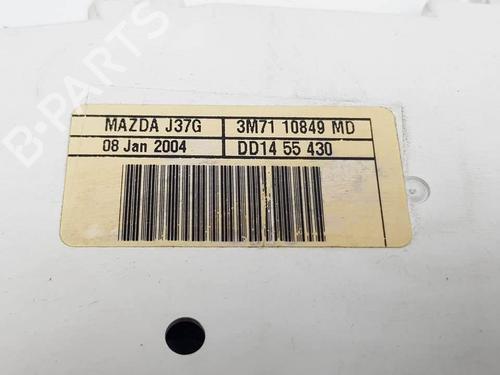 B-PARTS
MAZDA J37G 3M71 10849 MD
08 Jan 2004 DD14 55 430